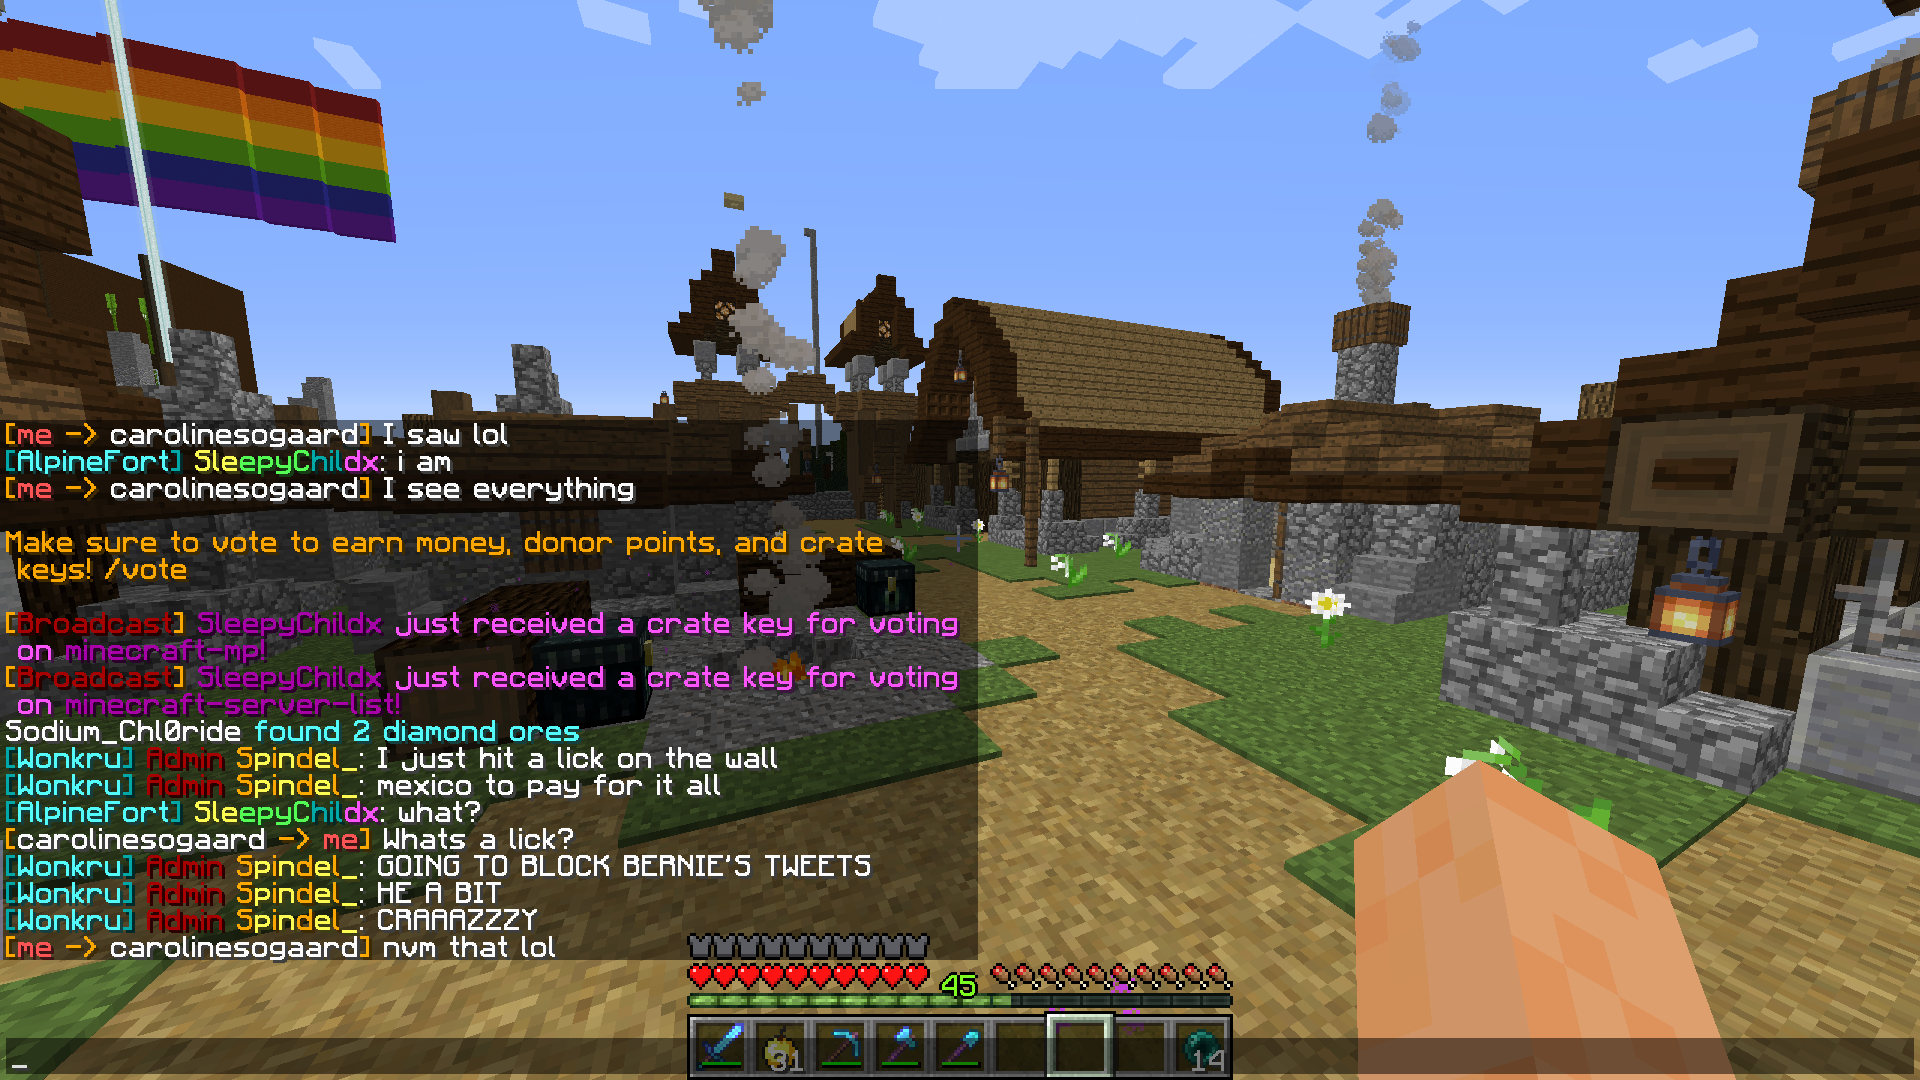 [me -> carolinesogaard] I saw lol
[AlpineFort] SleepyChildx: i am
[me -> carolinesogaard] I see everything
Make sure to vote to earn money, donor points, and crate
keys! /vote
[Broadcast] SleepyChildx just received a crate key for voting
on minecraft-mp!
[Broadcast] SleepyChildx just received a crate key for voting
on minecraft-server-list!
Sodium_Chl0ride found 2 diamond ores
[Wonkru] Admin Spindel_: I just hit a lick on the wall
[Wonkru] Admin Spindel_: mexico to pay for it all
[AlpineFort] SleepyChildx: what?
[carolinesogaard -> me] Whats a lick?
[Wonkru] Admin Spindel_: GOING TO BLOCK BERNIE'S TWEETS
[Wonkru] Admin Spindel_: HE A BIT
[Wonkru] Admin Spindel_: CRAAAZZZY
[me -> carolinesogaard] nvm that lol
45
31
14
_